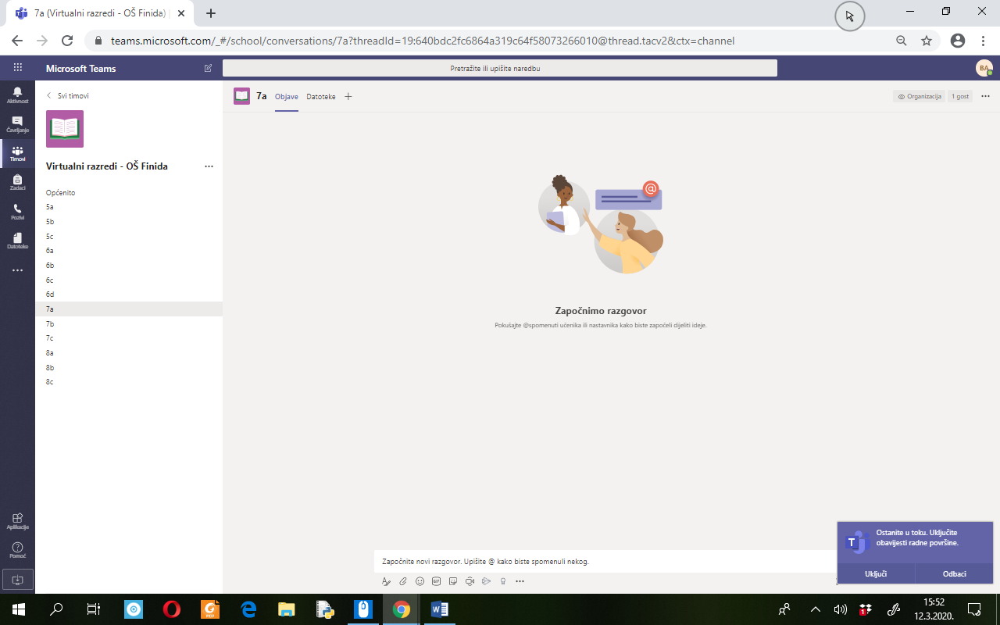 7a (Virtualni razredi - OŠ Finida)
teams.microsoft.com/_#/school/conversations/7a?threadId=19:640bdc2fc6864a319c64f58073266010@thread.tacv2&ctx=channel
Microsoft Teams
Pretražite ili upišite naredbu
BA
Aktivnost
Čavrljanje
Timovi
Zadaci
Pozivi
Datoteke
Aplikacije
Pomoć
Svi timovi
Virtualni razredi - OŠ Finida
Općenito
5a
5b
5c
6a
6b
6c
6d
7a
7b
7c
8a
8b
8c
7a Objave Datoteke
Organizacija 1 gost
@
Započnimo razgovor
Pokušajte @spomenuti učenika ili nastavnika kako biste započeli dijeliti ideje.
Započnite novi razgovor. Upišite @ kako biste spomenuli nekog.
GIF
T
Ostanite u toku. Uključite
obavijesti radne površine.
Uključi Odbaci
PDF
W
1
15:52
12.3.2020.